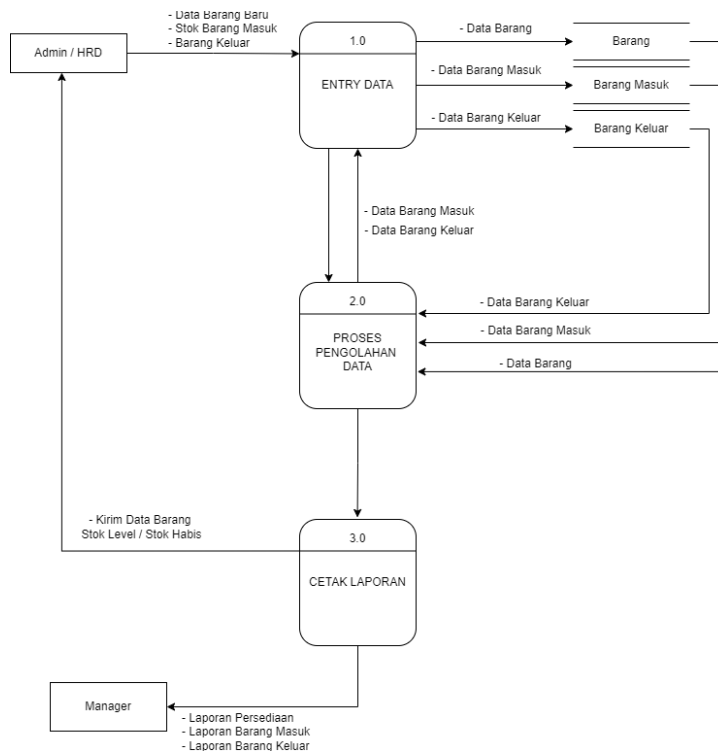 - Data Barang Baru
- Stok Barang Masuk
- Barang Keluar
Admin / HRD
1.0
ENTRY DATA
- Data Barang
Barang
- Data Barang Masuk
Barang Masuk
- Data Barang Keluar
Barang Keluar
- Data Barang Masuk
- Data Barang Keluar
2.0
PROSES
PENGOLAHAN
DATA
- Data Barang Keluar
- Data Barang Masuk
- Data Barang
- Kirim Data Barang
Stok Level / Stok Habis
3.0
CETAK LAPORAN
Manager
- Laporan Persediaan
- Laporan Barang Masuk
- Laporan Barang Keluar